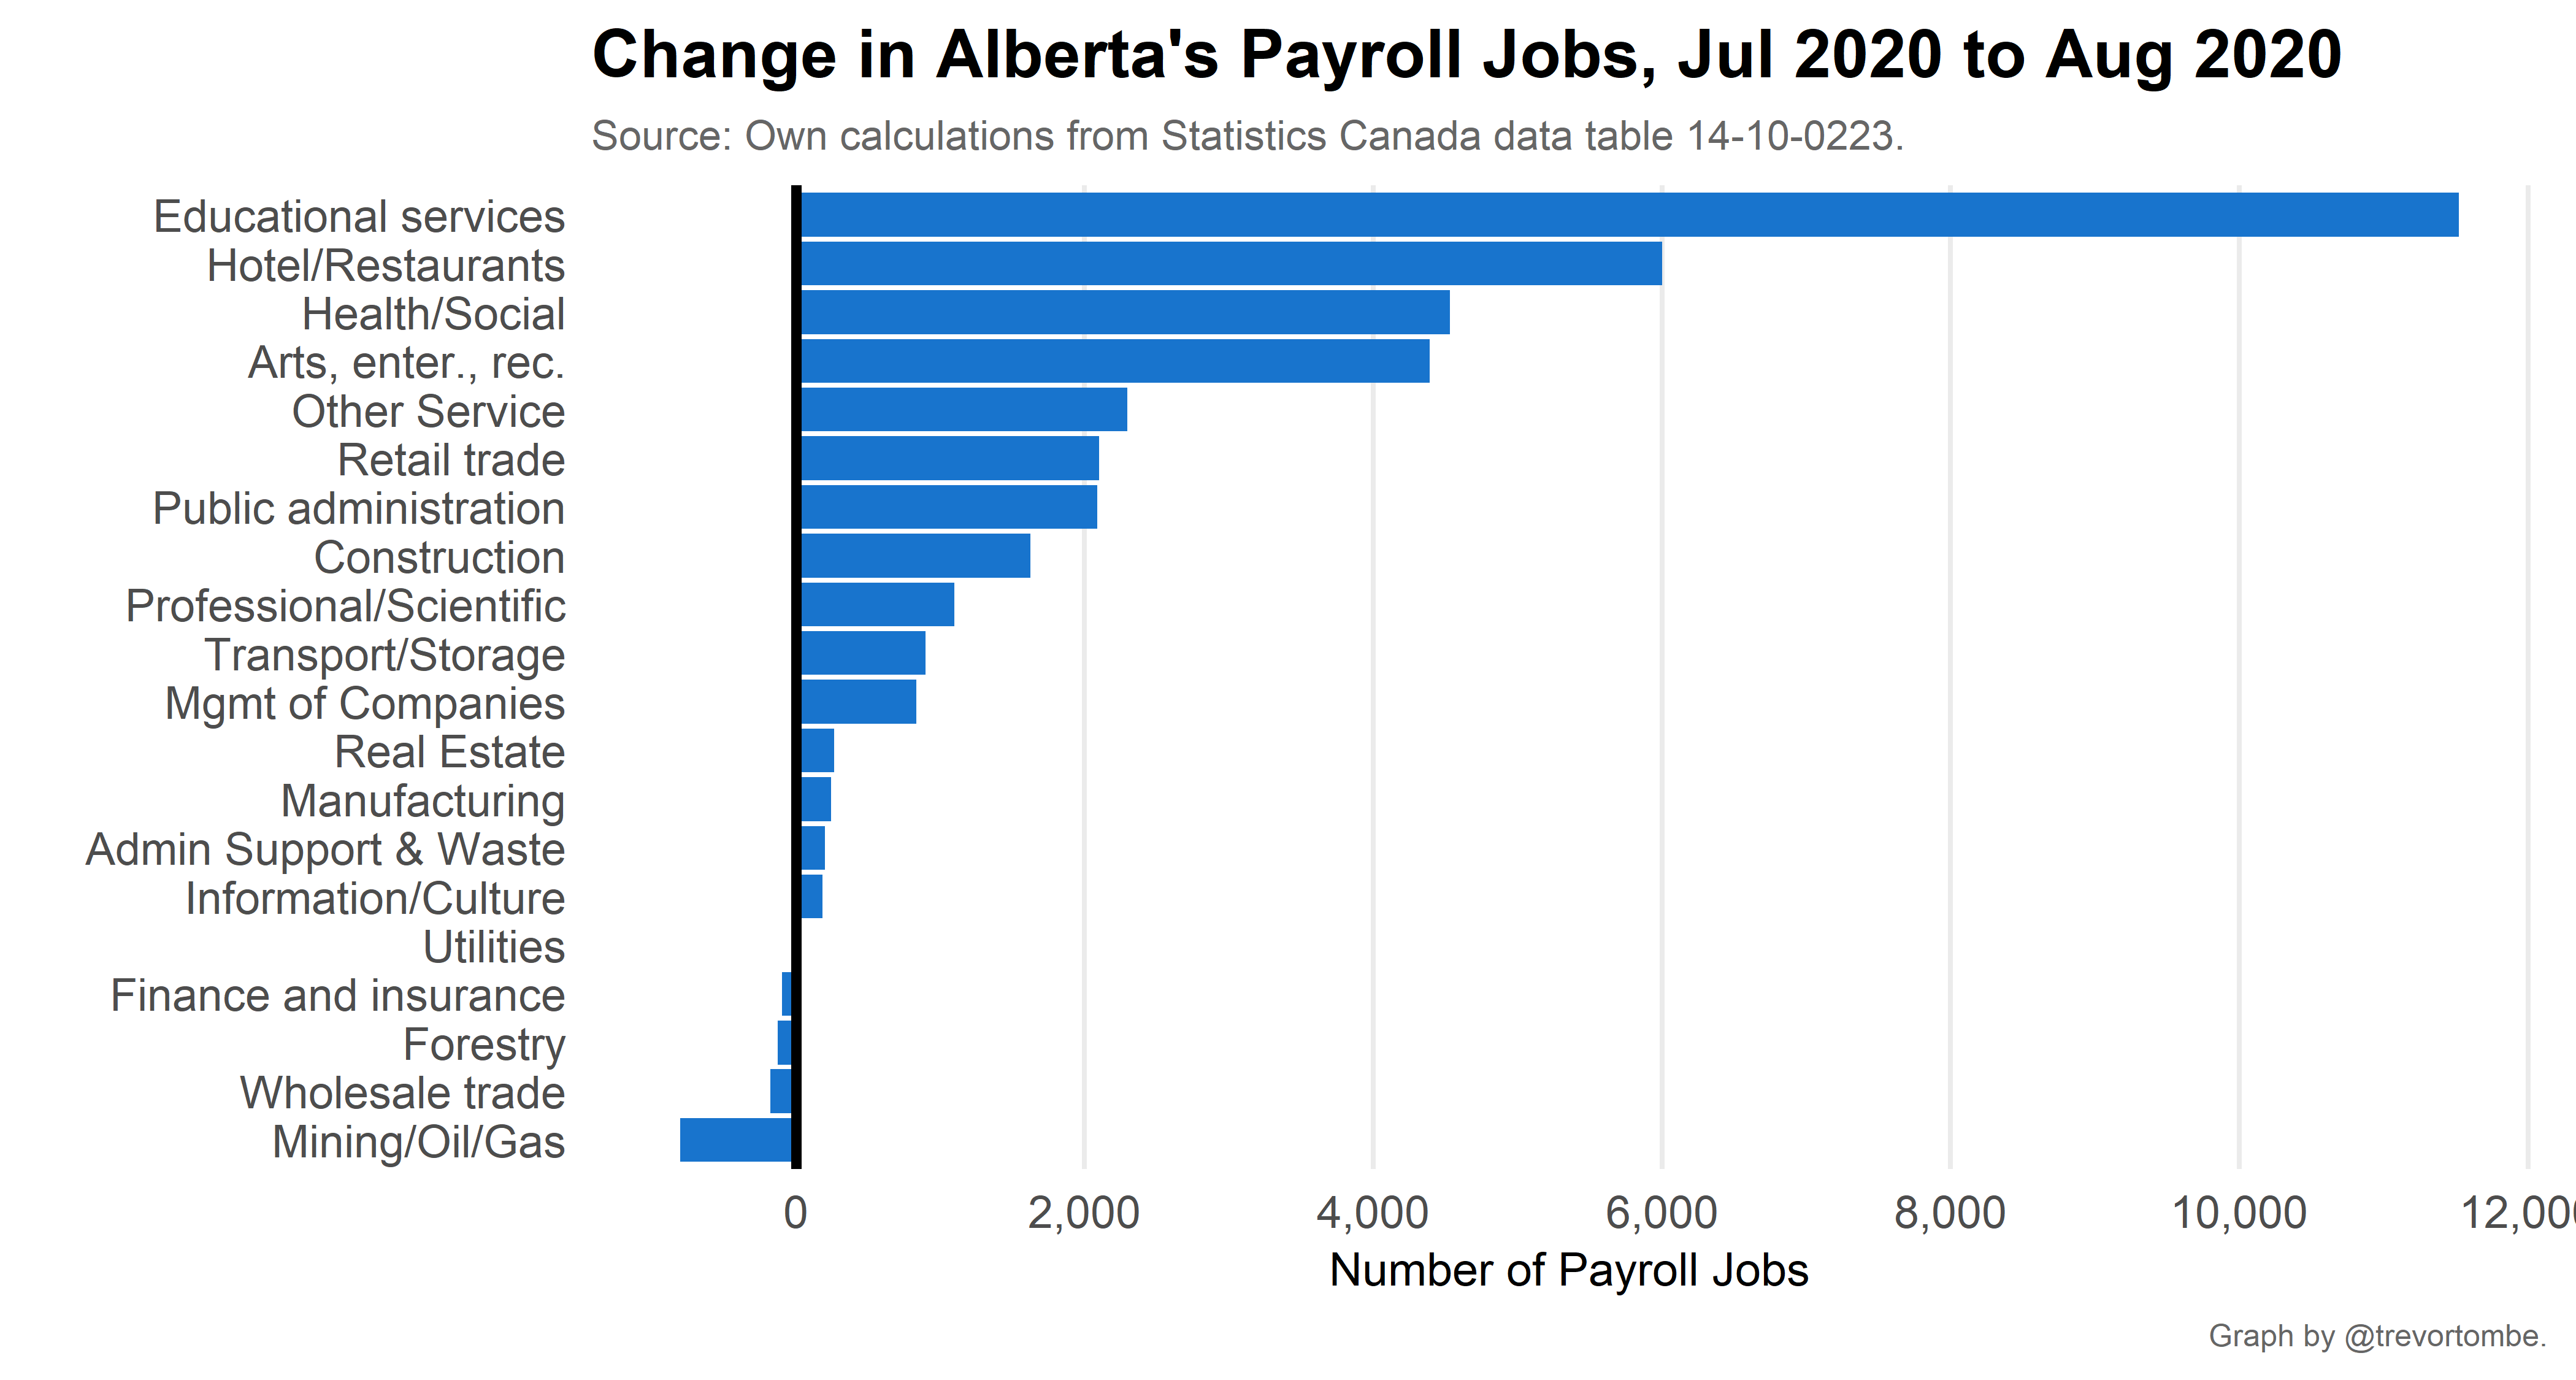 Change in Alberta's Payroll Jobs, Jul 2020 to Aug 2020
Source: Own calculations from Statistics Canada data table 14-10-0223.
Educational services
Hotel/Restaurants
Health/Social
Arts, enter., rec.
Other Service
Retail trade
Public administration
Construction
Professional/Scientific
Transport/Storage
Mgmt of Companies
Real Estate
Manufacturing
Admin Support & Waste
Information/Culture
Utilities
Finance and insurance
Forestry
Wholesale trade
Mining/Oil/Gas
0 2,000 4,000 6,000 8,000 10,000 12,000
Number of Payroll Jobs
Graph by @trevortombe.